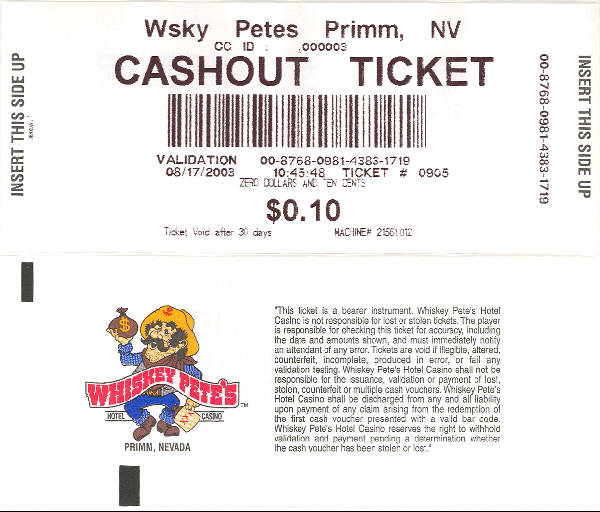 Wsky Petes Primm, NV
CC ID : ,000003
CASHOUT TICKET
INSERT THIS SIDE UP
VALIDATION 00-8768-0981-4383-1719
08/17/2003 10:43:48 TICKET # 0905
ZERO DOLLARS AND TEN CENTS
$0.10
Ticket Void after 30 days MACHINE# 21561012
00-8768-0981-4383-1719
INSERT THIS SIDE UP
$
WHISKEY PETE'S TM
HOTEL CASINO
PRIMM, NEVADA
"This ticket is a bearer instrument. Whiskey Pete's Hotel
Casino is not responsible for lost or stolen tickets. The player
is responsible for checking this ticket for accuracy, including
the date and amounts shown, and must immediately notify
an attendant of any error. Tickets are void if illegible, altered,
counterfeit, incomplete, produced in error, or fail any
validation testing. Whiskey Pete's Hotel Casino shall not be
responsible for the issuance, validation or payment of lost,
stolen, counterfeit or multiple cash vouchers. Whiskey Pete's
Hotel Casino shall be discharged from any and all liability
upon payment of any claim arising from the redemption of
the first cash voucher presented with a valid bar code.
Whiskey Pete's Hotel Casino reserves the right to withhold
validation and payment pending a determination whether
the cash voucher has been stolen or lost."